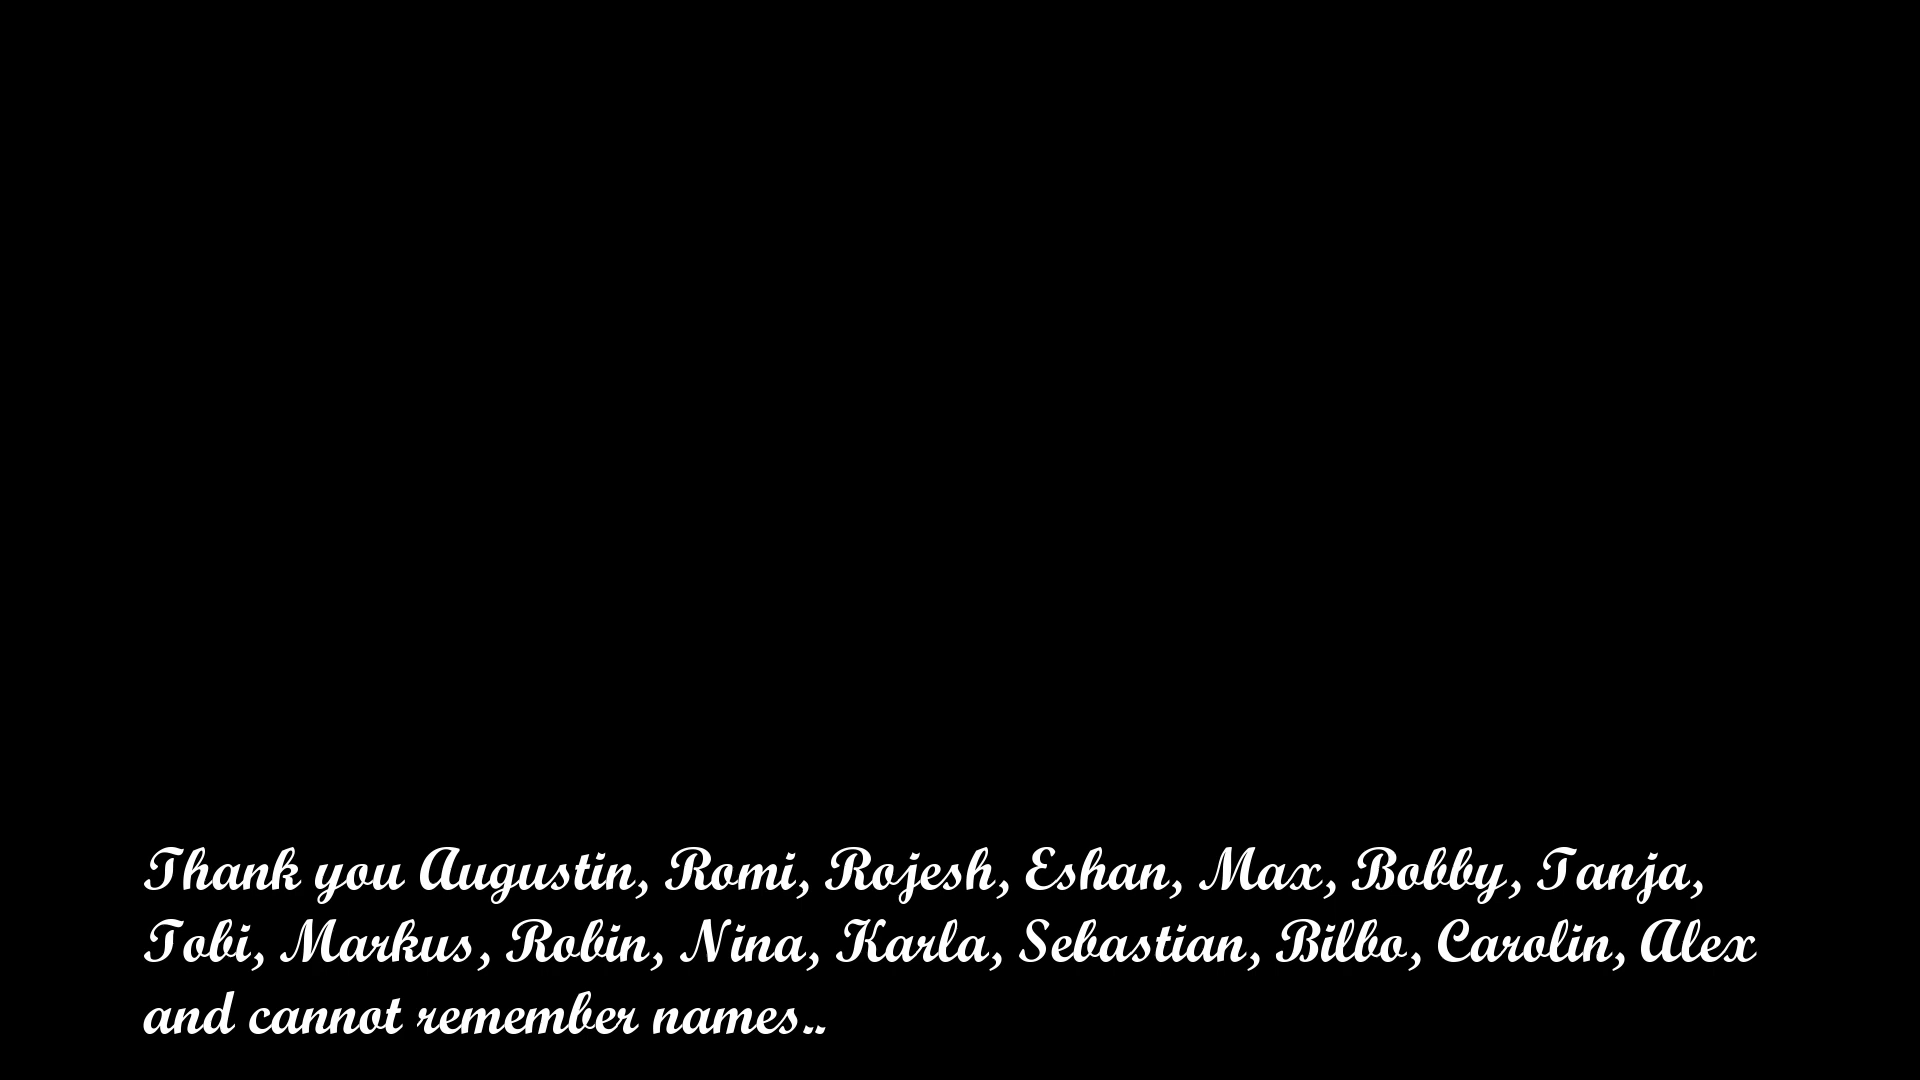 Thank you Augustin, Romi, Rojesh, Eshan, Max, Bobby, Tanja,
Tobi, Markus, Robin, Nina, Karla, Sebastian, Bilbo, Carolin, Alex
and cannot remember names..